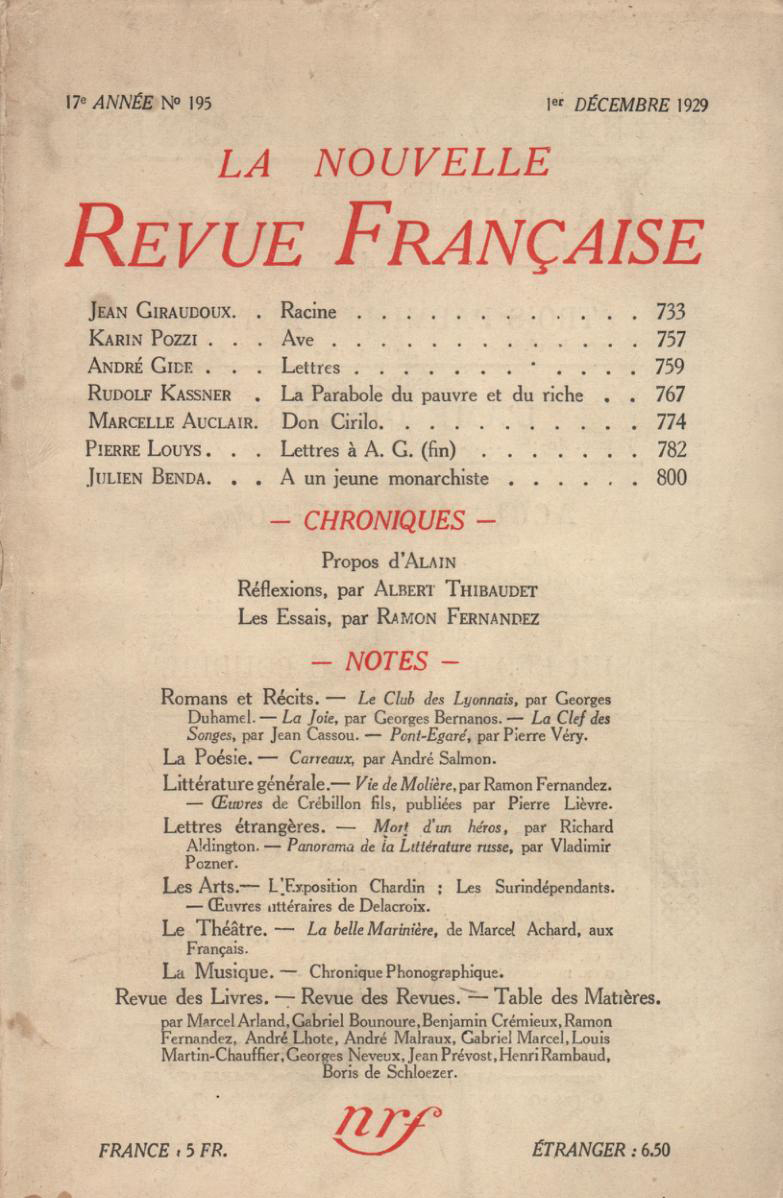 17e ANNÉE No 195 1er DÉCEMBRE 1929
LA NOUVELLE
REVUE FRANÇAISE
JEAN GIRAUDOUX. . Racine . . . . . . . . . . . . 733
KARIN POZZI . . . Ave . . . . . . . . . . . . . 757
ANDRÉ GIDE . . . Lettres . . . . . . . . . . . 759
RUDOLF KASSNER . La Parabole du pauvre et du riche . . 767
MARCELLE AUCLAIR. Don Cirilo. . . . . . . . . . 774
PIERRE LOUYS . . . Lettres à A. G. (fin) . . . . . . . 782
JULIEN BENDA. . . A un jeune monarchiste . . . . . . 800
— CHRONIQUES —
Propos d'ALAIN
Réflexions, par ALBERT THIBAUDET
Les Essais, par RAMON FERNANDEZ
— NOTES —
Romans et Récits. — Le Club des Lyonnais, par Georges
Duhamel. — La Joie, par Georges Bernanos. — La Clef des
Songes, par Jean Cassou. — Pont-Egaré, par Pierre Véry.
La Poésie. — Carreaux, par André Salmon.
Littérature générale.— Vie de Molière, par Ramon Fernandez.
— Œuvres de Crébillon fils, publiées par Pierre Lièvre.
Lettres étrangères. — Mort d'un héros, par Richard
Aldington. — Panorama de la Littérature russe, par Vladimir
Pozner.
Les Arts.— L'Exposition Chardin ; Les Surindépendants.
— Œuvres littéraires de Delacroix.
Le Théâtre. — La belle Marinière, de Marcel Achard, aux
Français.
La Musique. — Chronique Phonographique.
Revue des Livres. — Revue des Revues. — Table des Matières.
par Marcel Arland, Gabriel Bounoure, Benjamin Crémieux, Ramon
Fernandez, André Lhote, André Malraux, Gabriel Marcel, Louis
Martin-Chauffier, Georges Neveux, Jean Prévost, Henri Rambaud,
Boris de Schloezer.
nrf
FRANCE : 5 FR. ÉTRANGER : 6.50